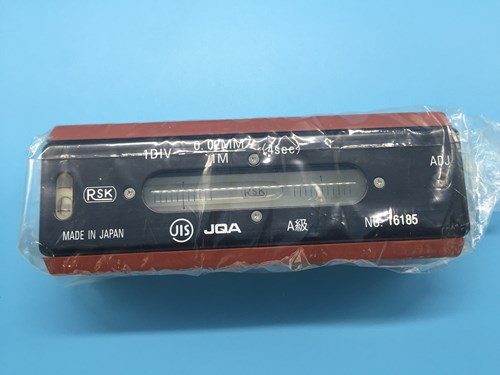 1DIV = 0.02MM/1M (4sec)
ADJ
RSK
RSK
MADE IN JAPAN
JIS JQA A級 No. 16185